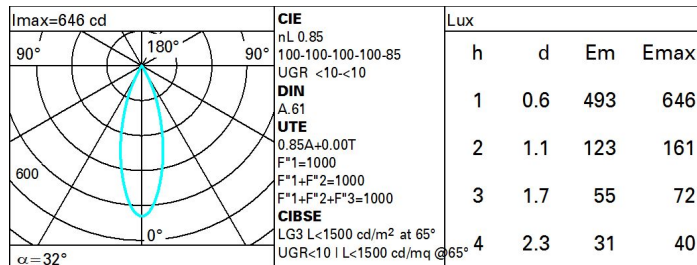 Imax=646 cd
90° 180° 90°
600
0°
α=32°
CIE
nL 0.85
100-100-100-100-85
UGR <10-<10
DIN
A.61
UTE
0.85A+0.00T
F"1=1000
F"1+F"2=1000
F"1+F"2+F"3=1000
CIBSE
LG3 L<1500 cd/m² at 65°
UGR<10 | L<1500 cd/mq @65°
Lux
h d Em Emax
1 0.6 493 646
2 1.1 123 161
3 1.7 55 72
4 2.3 31 40